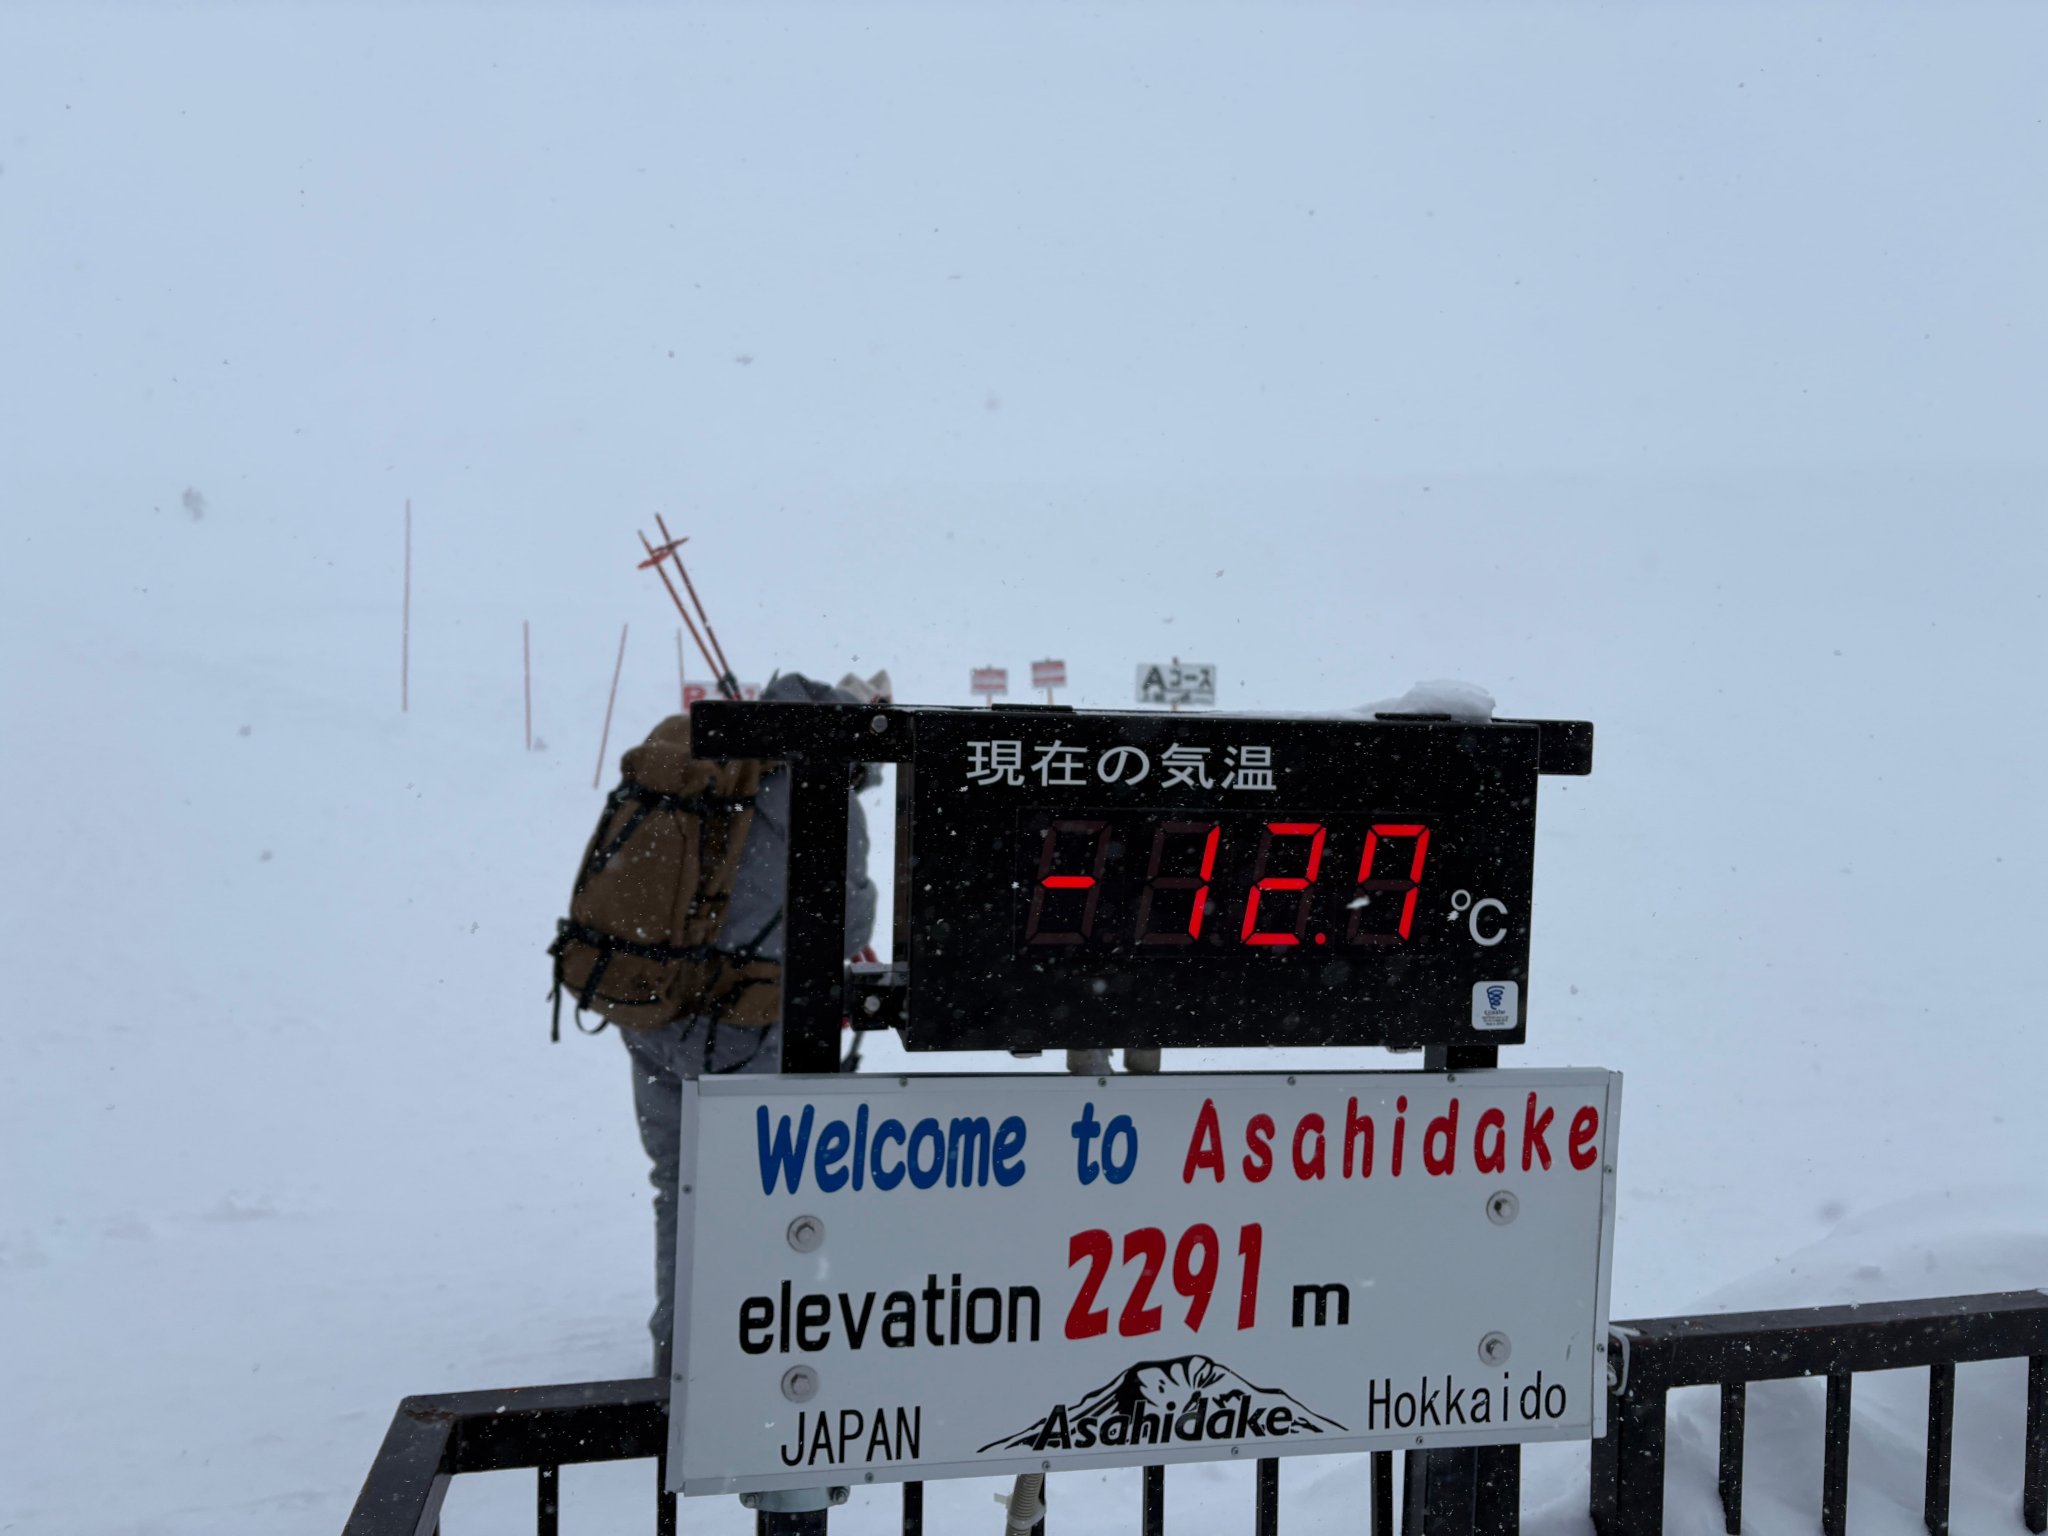 Aコース
現在の気温
-12.7 °C
Welcome to Asahidake
elevation 2291 m
JAPAN Asahidake Hokkaido